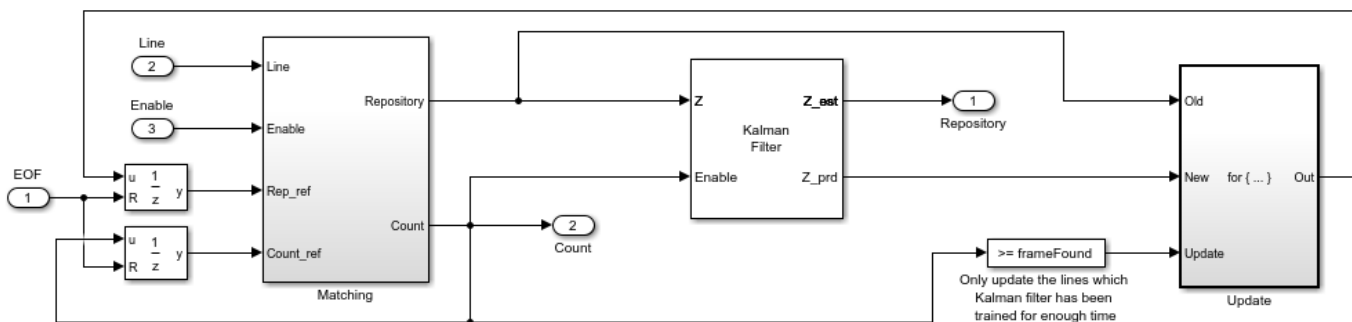 Line
2
Enable
3
EOF
1
u
R
1
z
y
u
R
1
z
y
Line
Enable
Rep_ref
Count_ref
Repository
Count
Matching
2
Count
Z
Enable
Kalman
Filter
Z_est
Z_prd
1
Repository
>= frameFound
Only update the lines which
Kalman filter has been
trained for enough time
Old
New
Update
for { ... }
Out
Update